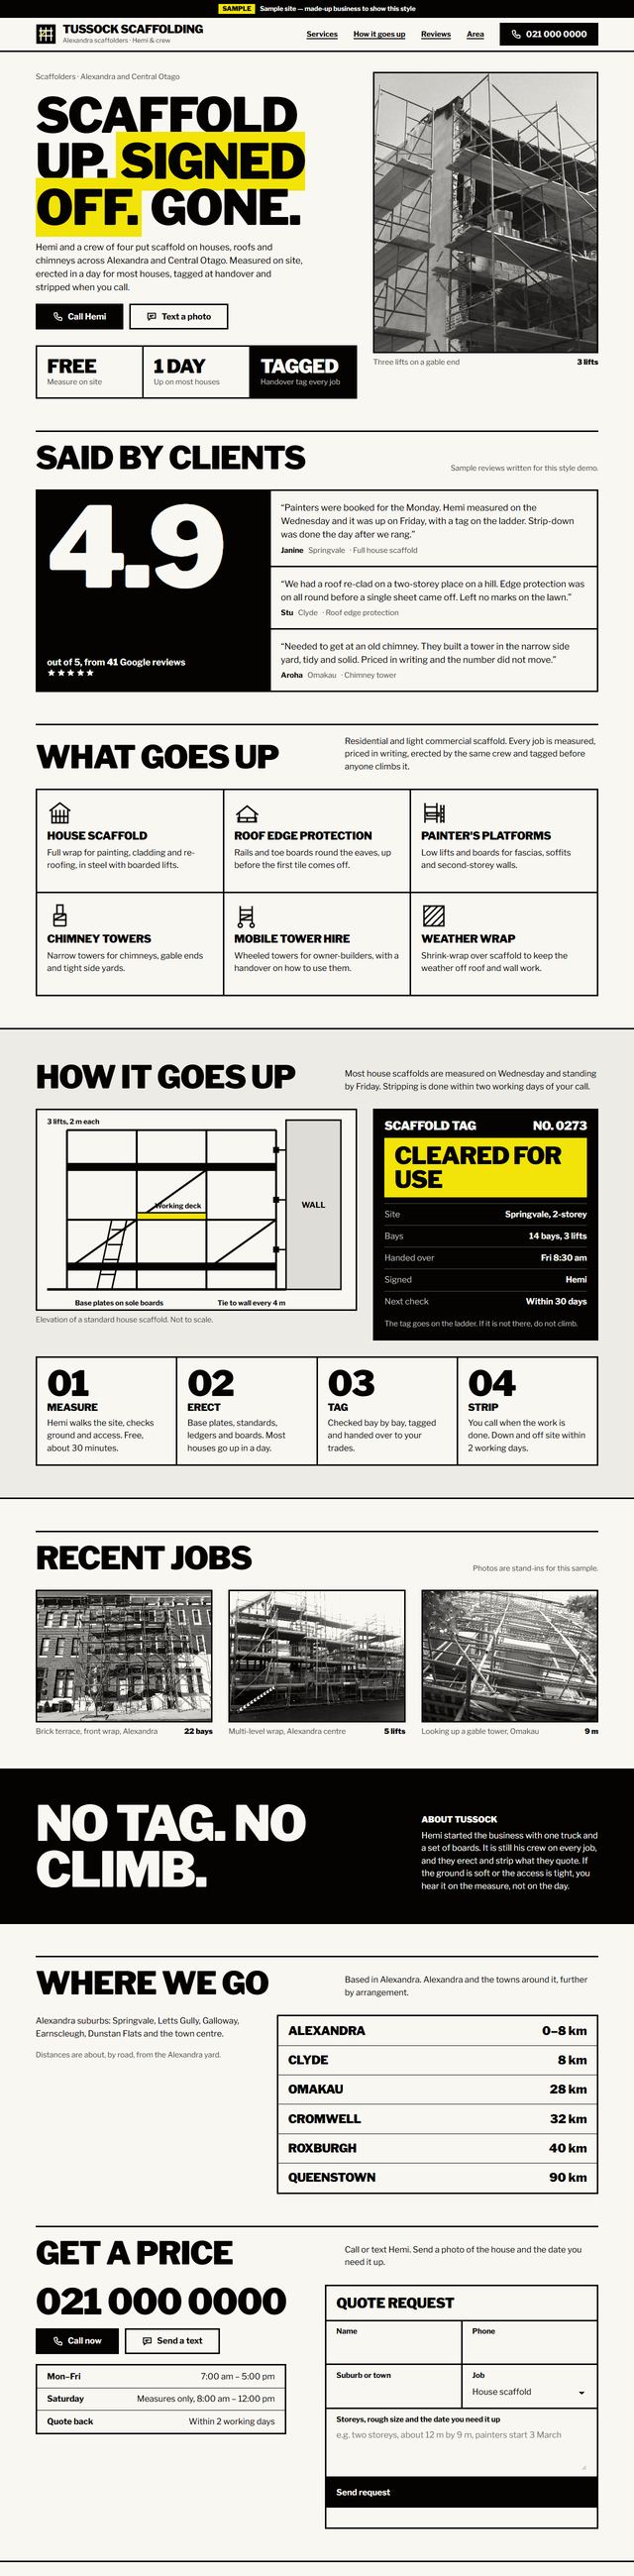 SAMPLE Sample site — made-up business to show this style
TUSSOCK SCAFFOLDING
Alexandra scaffolders · Hemi & crew
Services How it goes up Reviews Area 021 000 0000
Scaffolders · Alexandra and Central Otago
SCAFFOLD
UP. SIGNED
OFF. GONE.
Hemi and a crew of four put scaffold on houses, roofs and
chimneys across Alexandra and Central Otago. Measured on site,
erected in a day for most houses, tagged at handover and
stripped when you call.
Call Hemi Text a photo
FREE
Measure on site
1 DAY
Up on most houses
TAGGED
Handover tag every job
Three lifts on a gable end 3 lifts
SAID BY CLIENTS
Sample reviews written for this style demo.
4.9
out of 5, from 41 Google reviews
“Painters were booked for the Monday. Hemi measured on the
Wednesday and it was up on Friday, with a tag on the ladder. Strip-down
was done the day after we rang.”
Janine Springvale · Full house scaffold
“We had a roof re-clad on a two-storey place on a hill. Edge protection was
on all round before a single sheet came off. Left no marks on the lawn.”
Stu Clyde · Roof edge protection
“Needed to get at an old chimney. They built a tower in the narrow side
yard, tidy and solid. Priced in writing and the number did not move.”
Aroha Omakau · Chimney tower
WHAT GOES UP
Residential and light commercial scaffold. Every job is measured,
priced in writing, erected by the same crew and tagged before
anyone climbs it.
HOUSE SCAFFOLD
Full wrap for painting, cladding and re-
roofing, in steel with boarded lifts.
ROOF EDGE PROTECTION
Rails and toe boards round the eaves, up
before the first tile comes off.
PAINTER'S PLATFORMS
Low lifts and boards for fascias, soffits
and second-storey walls.
CHIMNEY TOWERS
Narrow towers for chimneys, gable ends
and tight side yards.
MOBILE TOWER HIRE
Wheeled towers for owner-builders, with a
handover on how to use them.
WEATHER WRAP
Shrink-wrap over scaffold to keep the
weather off roof and wall work.
HOW IT GOES UP
Most house scaffolds are measured on Wednesday and standing
by Friday. Stripping is done within two working days of your call.
3 lifts, 2 m each
Working deck
WALL
Base plates on sole boards Tie to wall every 4 m
Elevation of a standard house scaffold. Not to scale.
SCAFFOLD TAG NO. 0273
CLEARED FOR
USE
Site Springvale, 2-storey
Bays 14 bays, 3 lifts
Handed over Fri 8:30 am
Signed Hemi
Next check Within 30 days
The tag goes on the ladder. If it is not there, do not climb.
01
MEASURE
Hemi walks the site, checks
ground and access. Free,
about 30 minutes.
02
ERECT
Base plates, standards,
ledgers and boards. Most
houses go up in a day.
03
TAG
Checked bay by bay, tagged
and handed over to your
trades.
04
STRIP
You call when the work is
done. Down and off site within
2 working days.
RECENT JOBS
Photos are stand-ins for this sample.
Brick terrace, front wrap, Alexandra 22 bays
Multi-level wrap, Alexandra centre 5 lifts
Looking up a gable tower, Omakau 9 m
NO TAG. NO
CLIMB.
ABOUT TUSSOCK
Hemi started the business with one truck and
a set of boards. It is still his crew on every job,
and they erect and strip what they quote. If
the ground is soft or the access is tight, you
hear it on the measure, not on the day.
WHERE WE GO
Based in Alexandra. Alexandra and the towns around it, further
by arrangement.
Alexandra suburbs: Springvale, Letts Gully, Galloway,
Earnscleugh, Dunstan Flats and the town centre.
Distances are about, by road, from the Alexandra yard.
ALEXANDRA 0–8 km
CLYDE 8 km
OMAKAU 28 km
CROMWELL 32 km
ROXBURGH 40 km
QUEENSTOWN 90 km
GET A PRICE
Call or text Hemi. Send a photo of the house and the date you
need it up.
021 000 0000
Call now Send a text
Mon–Fri 7:00 am – 5:00 pm
Saturday Measures only, 8:00 am – 12:00 pm
Quote back Within 2 working days
QUOTE REQUEST
Name Phone
Suburb or town Job
House scaffold
Storeys, rough size and the date you need it up
e.g. two storeys, about 12 m by 9 m, painters start 3 March
Send request